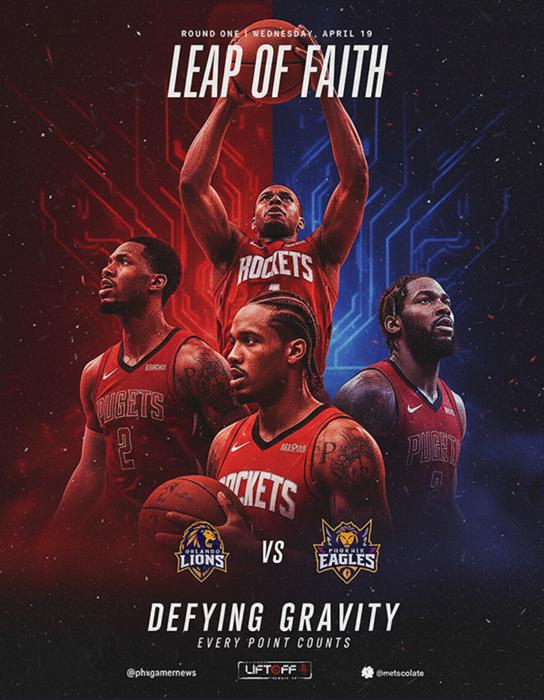 ROUND ONE | WEDNESDAY, APRIL 19
LEAP OF FAITH
ROCKETS
PUGETS
2
ROCKETS
PUGET
ORLANDO
LIONS
VS
PHOENIX
EAGLES
DEFYING GRAVITY
EVERY POINT COUNTS
@phxgamernews
LIFTOFF
@metscolate